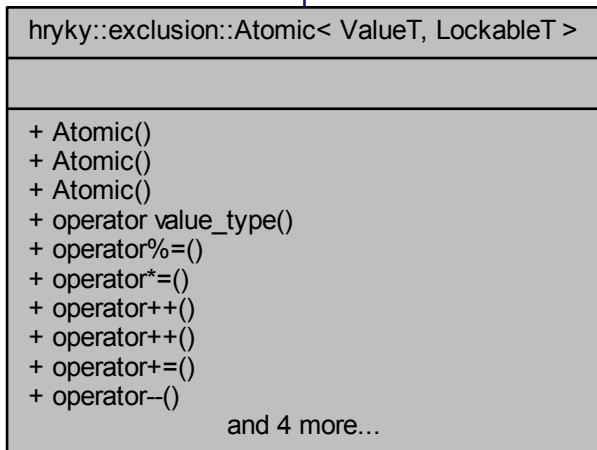 hryky::exclusion::Atomic< ValueT, LockableT >
+ Atomic()
+ Atomic()
+ Atomic()
+ operator value_type()
+ operator%=()
+ operator*=()
+ operator++()
+ operator++()
+ operator+=()
+ operator--()
and 4 more...